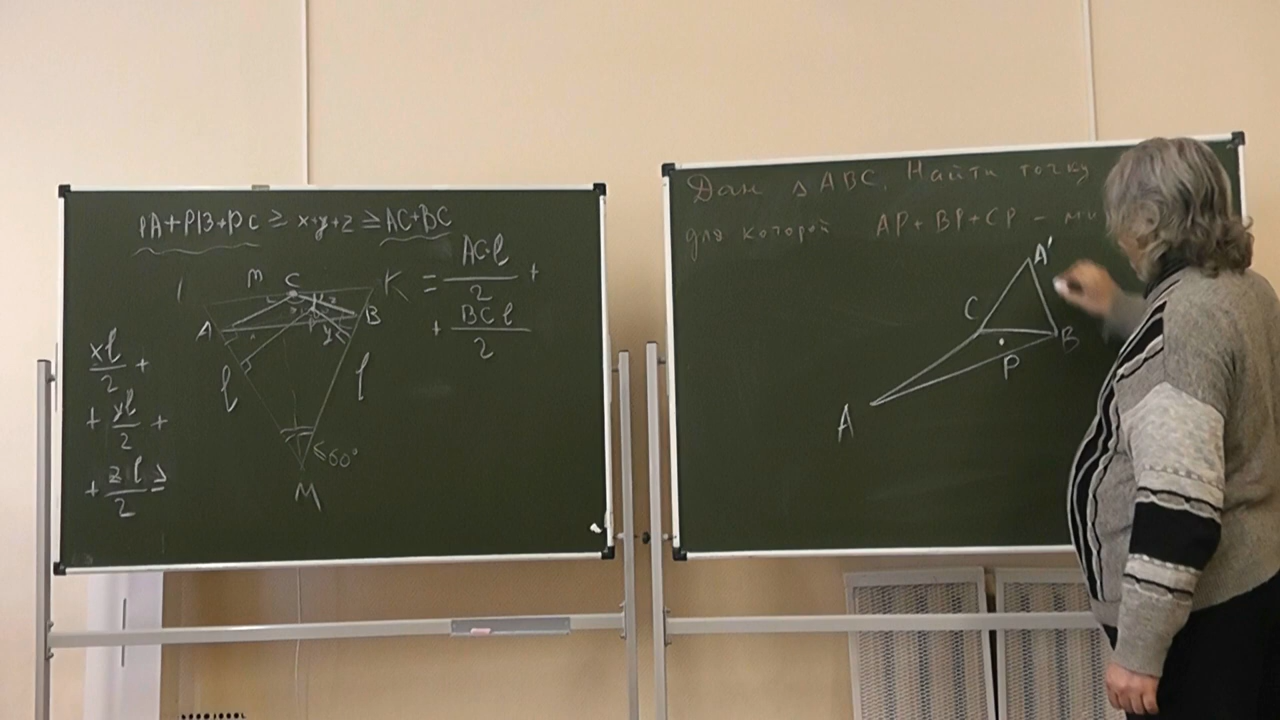 PA+PB+PC ≥ x+y+z ≥ AC+BC
M C K
A P B
= AC·l/2 +
+ BC l/2
xl/2 +
+ yl/2 +
+ z l/2 ≥
l l
60°
M
Дан △ ABC. Найти точку
для которой AP+BP+CP - ми
A'
C
B
P
A